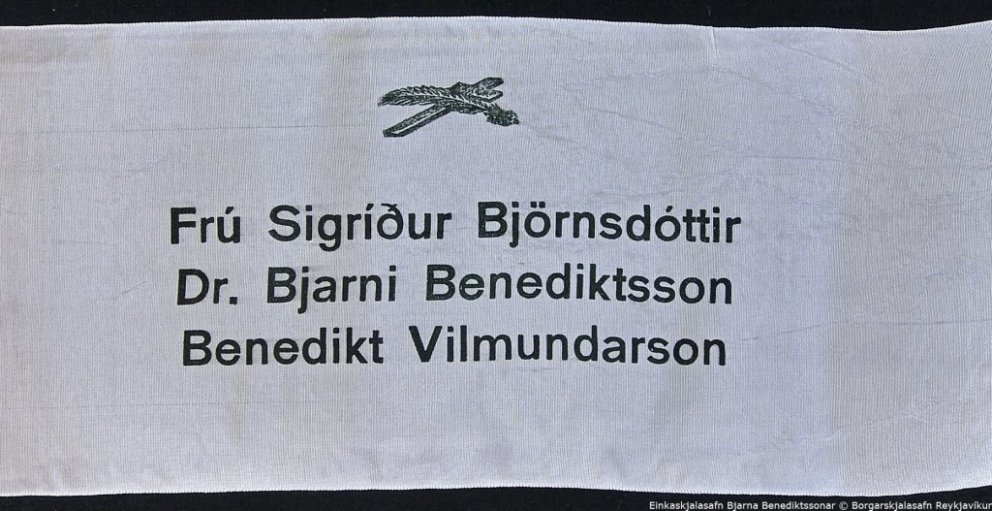 Frú Sigríður Björnsdóttir
Dr. Bjarni Benediktsson
Benedikt Vilmundarson
Einkaskjalasafn Bjarna Benediktssonar © Borgarskjalasafn Reykjavíkur